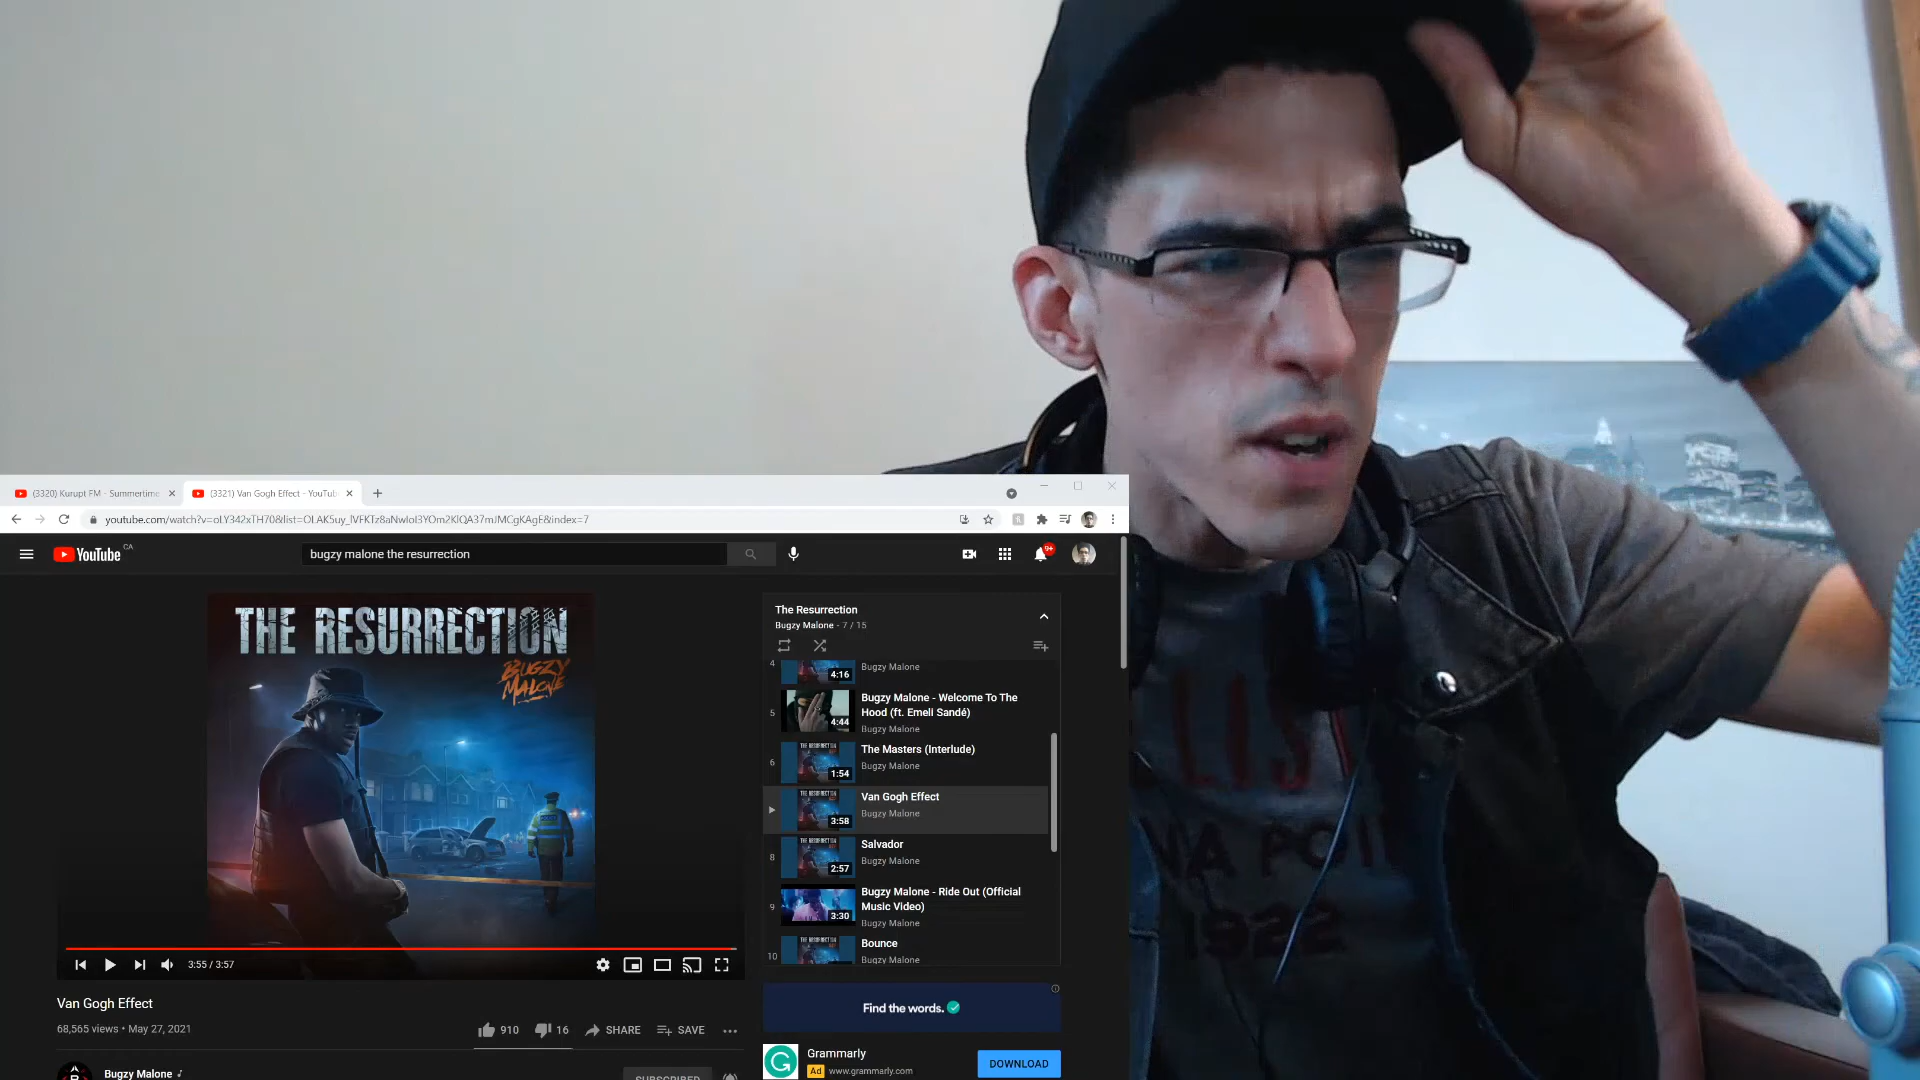 (3320) Kurupt FM - Summertime
(3321) Van Gogh Effect - YouTub
youtube.com/watch?v=oLY342xTH70&list=OLAK5uy_lVFKTz8aNwIoI3YOm2KlQA37mJMCgKAgE&index=7
YouTube CA
bugzy malone the resurrection
9+
THE RESURRECTION
BUGZY
MALONE
3:55 / 3:57
Van Gogh Effect
68,565 views • May 27, 2021
910
16
SHARE
SAVE
Bugzy Malone
SUBSCRIBED
The Resurrection
Bugzy Malone - 7 / 15
4
4:16
Bugzy Malone
5
4:44
Bugzy Malone - Welcome To The
Hood (ft. Emeli Sandé)
Bugzy Malone
6
1:54
The Masters (Interlude)
Bugzy Malone
3:58
Van Gogh Effect
Bugzy Malone
8
2:57
Salvador
Bugzy Malone
9
3:30
Bugzy Malone - Ride Out (Official
Music Video)
Bugzy Malone
10
Bounce
Bugzy Malone
Find the words.
Grammarly
Ad www.grammarly.com
DOWNLOAD
1922